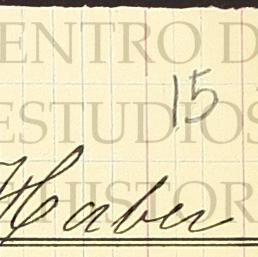 ENTRO D
15
ESTUDIOS
Haber
HISTOR